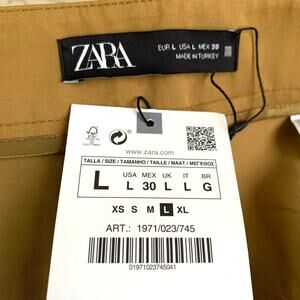 ZARA
EUR L USA L MEX 30
MADE IN TURKEY
FSC
www.zara.com
TALLA / SIZE / TAMANHO / TAILLE / MAAT / ΜΕΓΕΘΟΣ
USA MEX UK IT BR
L L 30 L L G
XS S M L XL
ART.: 1971/023/745
01971023745041